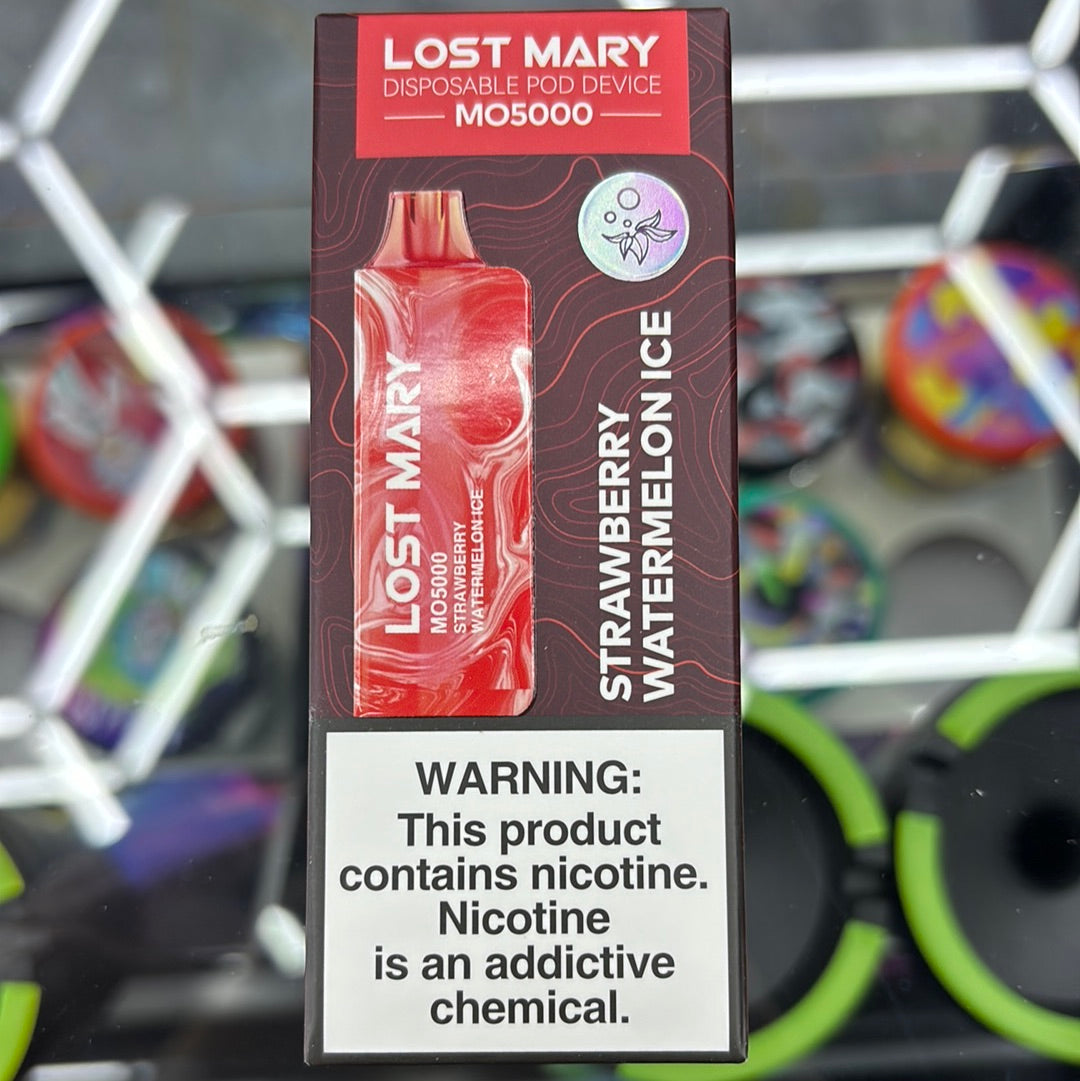 LOST MARY
DISPOSABLE POD DEVICE
MO5000
LOST MARY
MO5000
STRAWBERRY
WATERMELON ICE
STRAWBERRY
WATERMELON ICE
WARNING:
This product
contains nicotine.
Nicotine
is an addictive
chemical.